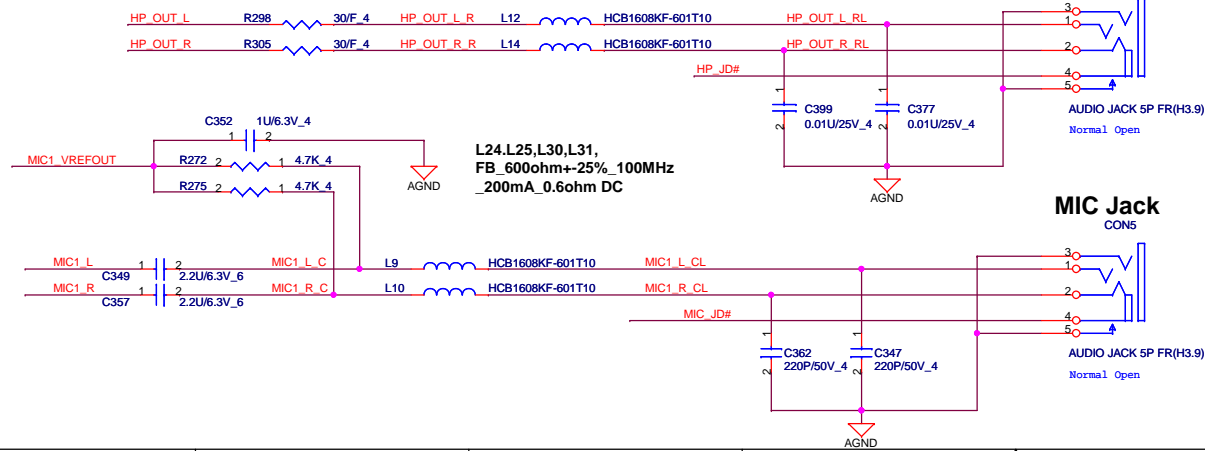 HP_OUT_L R298 30/F_4 HP_OUT_L_R L12 HCB1608KF-601T10 HP_OUT_L_RL 3
1
HP_OUT_R R305 30/F_4 HP_OUT_R_R L14 HCB1608KF-601T10 HP_OUT_R_RL 2
HP_JD# 4
5
1 C399 1 C377 AUDIO JACK 5P FR(H3.9)
2 0.01U/25V_4 2 0.01U/25V_4 Normal Open
AGND
C352 1U/6.3V_4
1 2
MIC1_VREFOUT R272 2 1 4.7K_4
R275 2 1 4.7K_4
AGND
L24.L25,L30,L31,
FB_600ohm+-25%_100MHz
_200mA_0.6ohm DC
MIC Jack
CON5
3
MIC1_L 1 2 MIC1_L_C L9 HCB1608KF-601T10 MIC1_L_CL 1
C349 2.2U/6.3V_6
MIC1_R 1 2 MIC1_R_C L10 HCB1608KF-601T10 MIC1_R_CL 2
C357 2.2U/6.3V_6
MIC_JD# 4
5
1 C362 1 C347 AUDIO JACK 5P FR(H3.9)
2 220P/50V_4 2 220P/50V_4 Normal Open
AGND